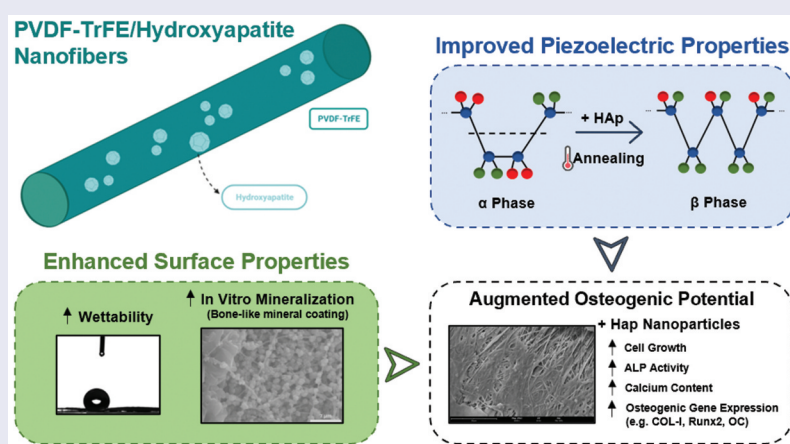 PVDF-TrFE/Hydroxyapatite
Nanofibers
PVDF-TrFE
Hydroxyapatite
Improved Piezoelectric Properties
+ HAp
Annealing
α Phase
β Phase
Enhanced Surface Properties
↑ Wettability
↑ In Vitro Mineralization
(Bone-like mineral coating)
Augmented Osteogenic Potential
+ Hap Nanoparticles
↑ Cell Growth
↑ ALP Activity
↑ Calcium Content
↑ Osteogenic Gene Expression
(e.g. COL-I, Runx2, OC)